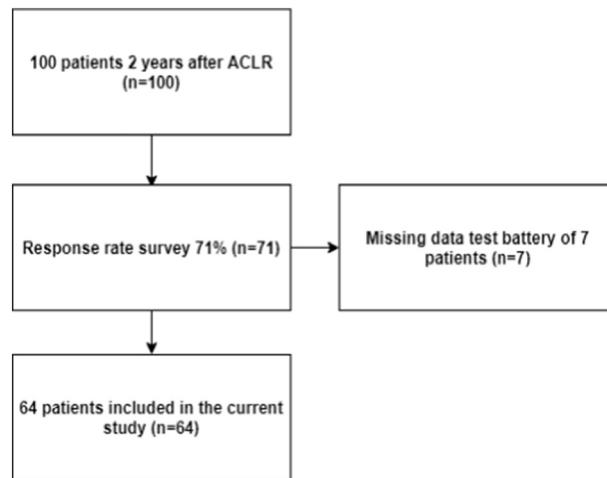 100 patients 2 years after ACLR
(n=100)
Response rate survey 71% (n=71)
Missing data test battery of 7
patients (n=7)
64 patients included in the current
study (n=64)